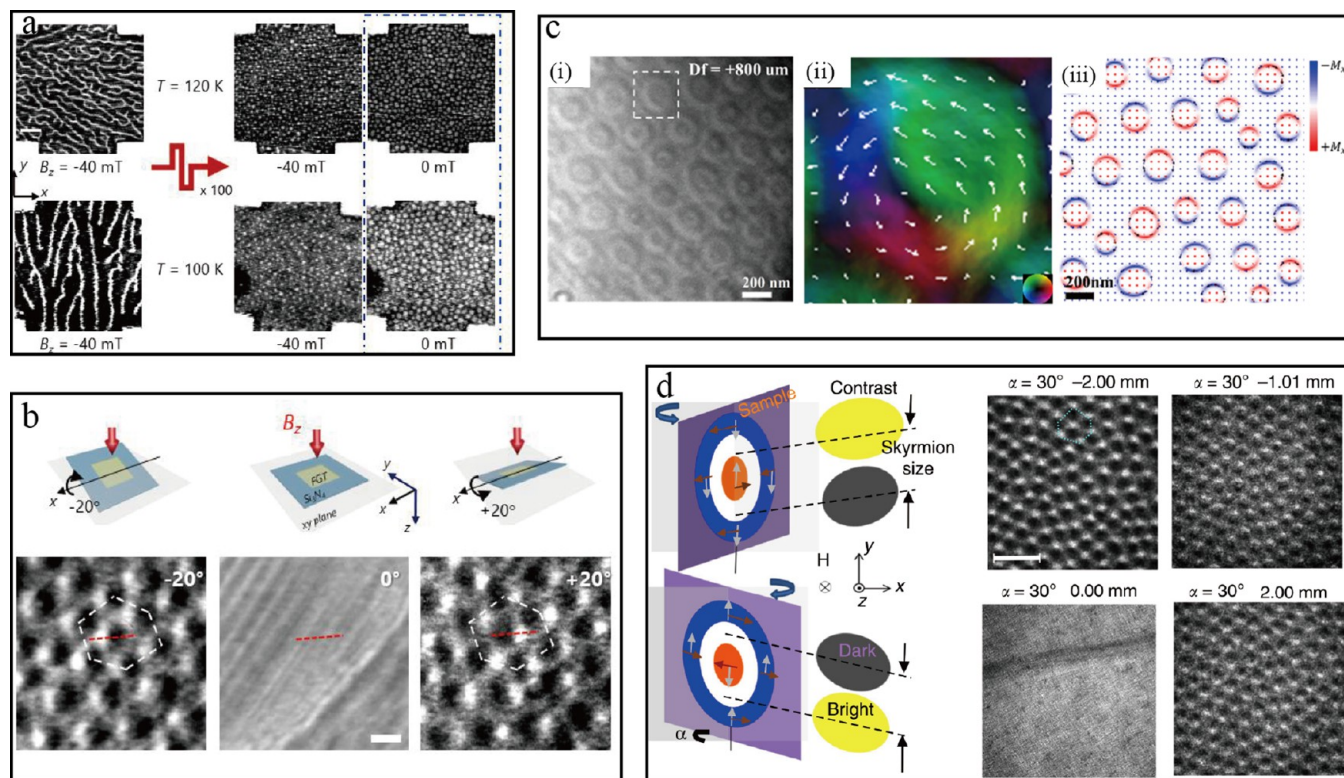 a
T = 120 K
B_z = -40 mT
-40 mT
0 mT
x 100
y
x
T = 100 K
B_z = -40 mT
-40 mT
0 mT
c
(i)
Df = +800 um
200 nm
(ii)
(iii)
200nm
b
B_z
x
-20°
FGT
Si₃N₄
xy plane
y
x
z
x
+20°
-20°
0°
+20°
d
Sample
Contrast
Skyrmion
size
H
y
z
x
Dark
Bright
α
α = 30° −2.00 mm
α = 30° −1.01 mm
α = 30° 0.00 mm
α = 30° 2.00 mm